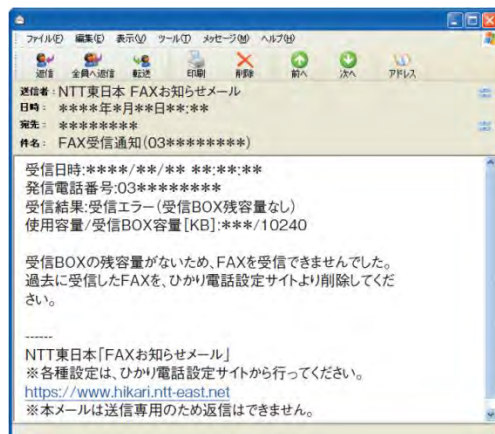 ファイル(F) 編集(E) 表示(V) ツール(T) メッセージ(M) ヘルプ(H)
返信 全員へ返信 転送 印刷 削除 前へ 次へ アドレス
送信者: NTT東日本 FAXお知らせメール
日時: ****年*月**日**:**
宛先: ********
件名: FAX受信通知(03********)
受信日時:****/**/** **:**:**
発信電話番号:03********
受信結果:受信エラー(受信BOX残容量なし)
使用容量/受信BOX容量[KB]:***/10240
受信BOXの残容量がないため、FAXを受信できませんでした。
過去に受信したFAXを、ひかり電話設定サイトより削除してくだ
さい。
------
NTT東日本「FAXお知らせメール」
※各種設定は、ひかり電話設定サイトから行ってください。
https://www.hikari.ntt-east.net
※本メールは送信専用のため返信はできません。